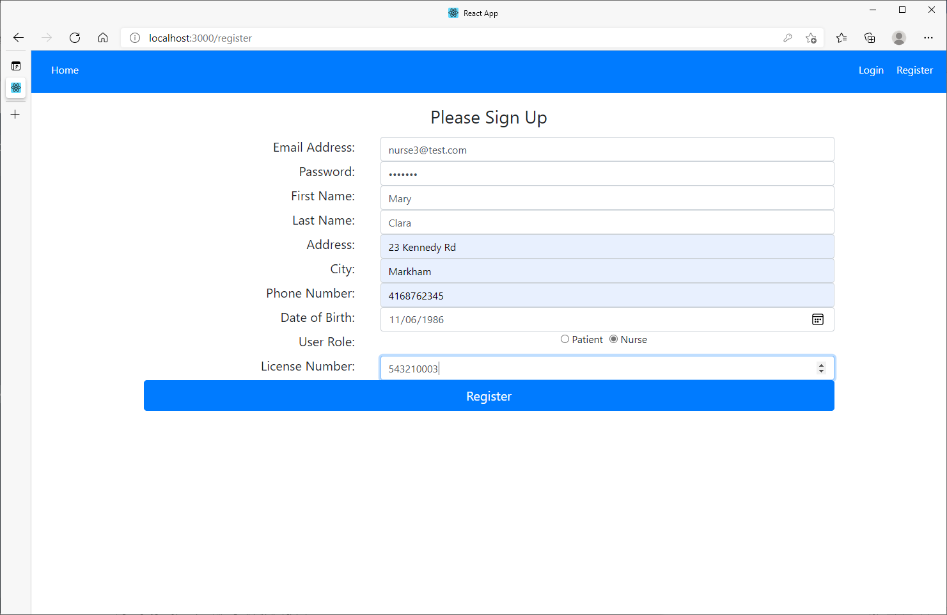 React App
localhost:3000/register
Home Login Register
Please Sign Up
Email Address: nurse3@test.com
Password: •••••••
First Name: Mary
Last Name: Clara
Address: 23 Kennedy Rd
City: Markham
Phone Number: 4168762345
Date of Birth: 11/06/1986
User Role: Patient Nurse
License Number: 543210003
Register